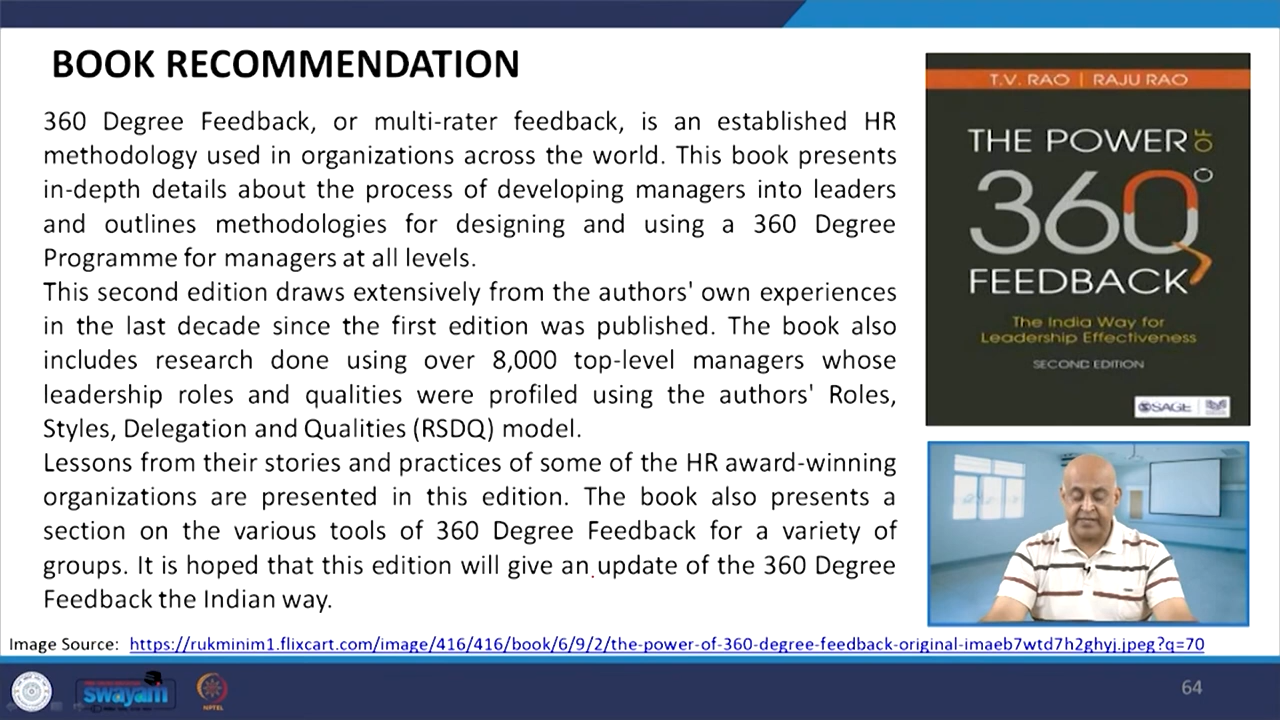 BOOK RECOMMENDATION
360 Degree Feedback, or multi-rater feedback, is an established HR
methodology used in organizations across the world. This book presents
in-depth details about the process of developing managers into leaders
and outlines methodologies for designing and using a 360 Degree
Programme for managers at all levels.
This second edition draws extensively from the authors' own experiences
in the last decade since the first edition was published. The book also
includes research done using over 8,000 top-level managers whose
leadership roles and qualities were profiled using the authors' Roles,
Styles, Delegation and Qualities (RSDQ) model.
Lessons from their stories and practices of some of the HR award-winning
organizations are presented in this edition. The book also presents a
section on the various tools of 360 Degree Feedback for a variety of
groups. It is hoped that this edition will give an update of the 360 Degree
Feedback the Indian way.
T.V. RAO | RAJU RAO
THE POWER OF
360°
FEEDBACK
The India Way for
Leadership Effectiveness
SECOND EDITION
SAGE
Image Source: https://rukminim1.flixcart.com/image/416/416/book/6/9/2/the-power-of-360-degree-feedback-original-imaeb7wtd7h2ghyj.jpeg?q=70
swayam
NPTEL
64